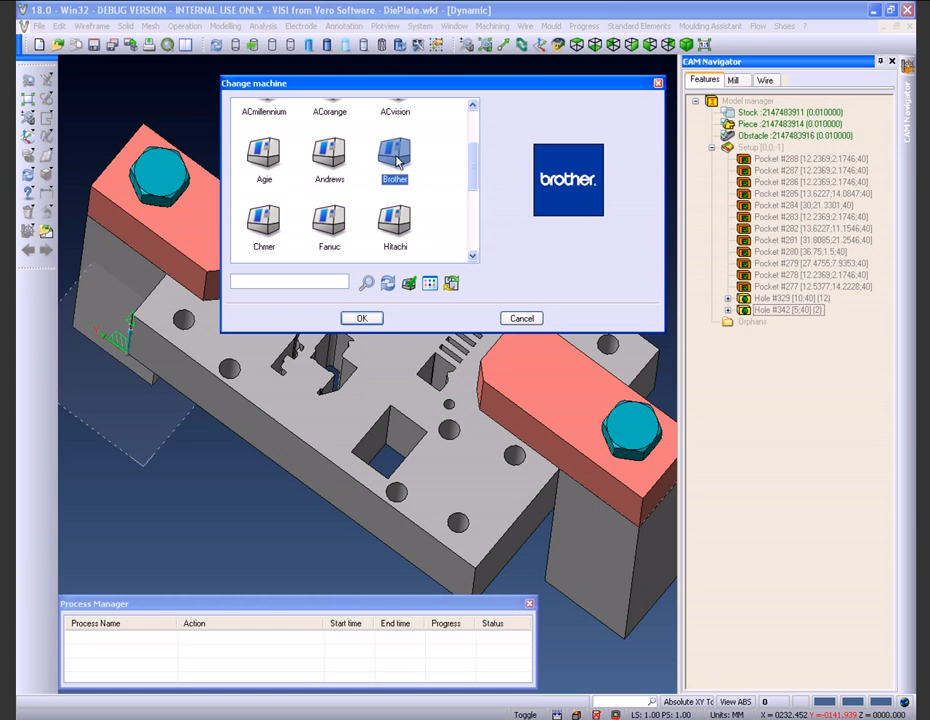 18.0 - Win32 - DEBUG VERSION - INTERNAL USE ONLY - VISI from Vero Software - DiePlate.wkf - [Dynamic]
File Edit Wireframe Solid Mesh Operation Modelling Analysis Electrode Annotation Viewport System Window Machining Wire Mould Progress Standard Elements Moulding Assistant Flow Shoes
CAM Navigator
Features Mill Wire
CAM Navigator
Model manager
Stock :2147483911 (0.010000)
Piece :2147483914 (0.010000)
Obstacle :2147483916 (0.010000)
Setup [0;0;-1]
Pocket #288 [12.2369;2.1746;40]
Pocket #287 [12.2369;2.1746;40]
Pocket #286 [12.2369;2.1746;40]
Pocket #285 [13.6227;14.0847;40]
Pocket #284 [30;21.3301;40]
Pocket #283 [12.2369;2.1746;40]
Pocket #282 [13.6227;11.1546;40]
Pocket #281 [31.8085;21.2546;40]
Pocket #280 [36.75;1.5;40]
Pocket #279 [27.4755;7.9353;40]
Pocket #278 [12.2369;2.1746;40]
Pocket #277 [12.5377;14.2228;40]
Hole #329 [10;40] (12)
Hole #342 [5;40] (2)
Orphans
Change machine
ACmillennium ACorange ACvision
Agie Andrews Brother
Chmer Fanuc Hitachi
brother.
OK Cancel
Process Manager
Process Name Action Start time End time Progress Status
Absolute XY To View ABS 0
Toggle LS: 1.00 PS: 1.00 Units: MM X = 0232.452 Y =-0141.939 Z = 0000.000